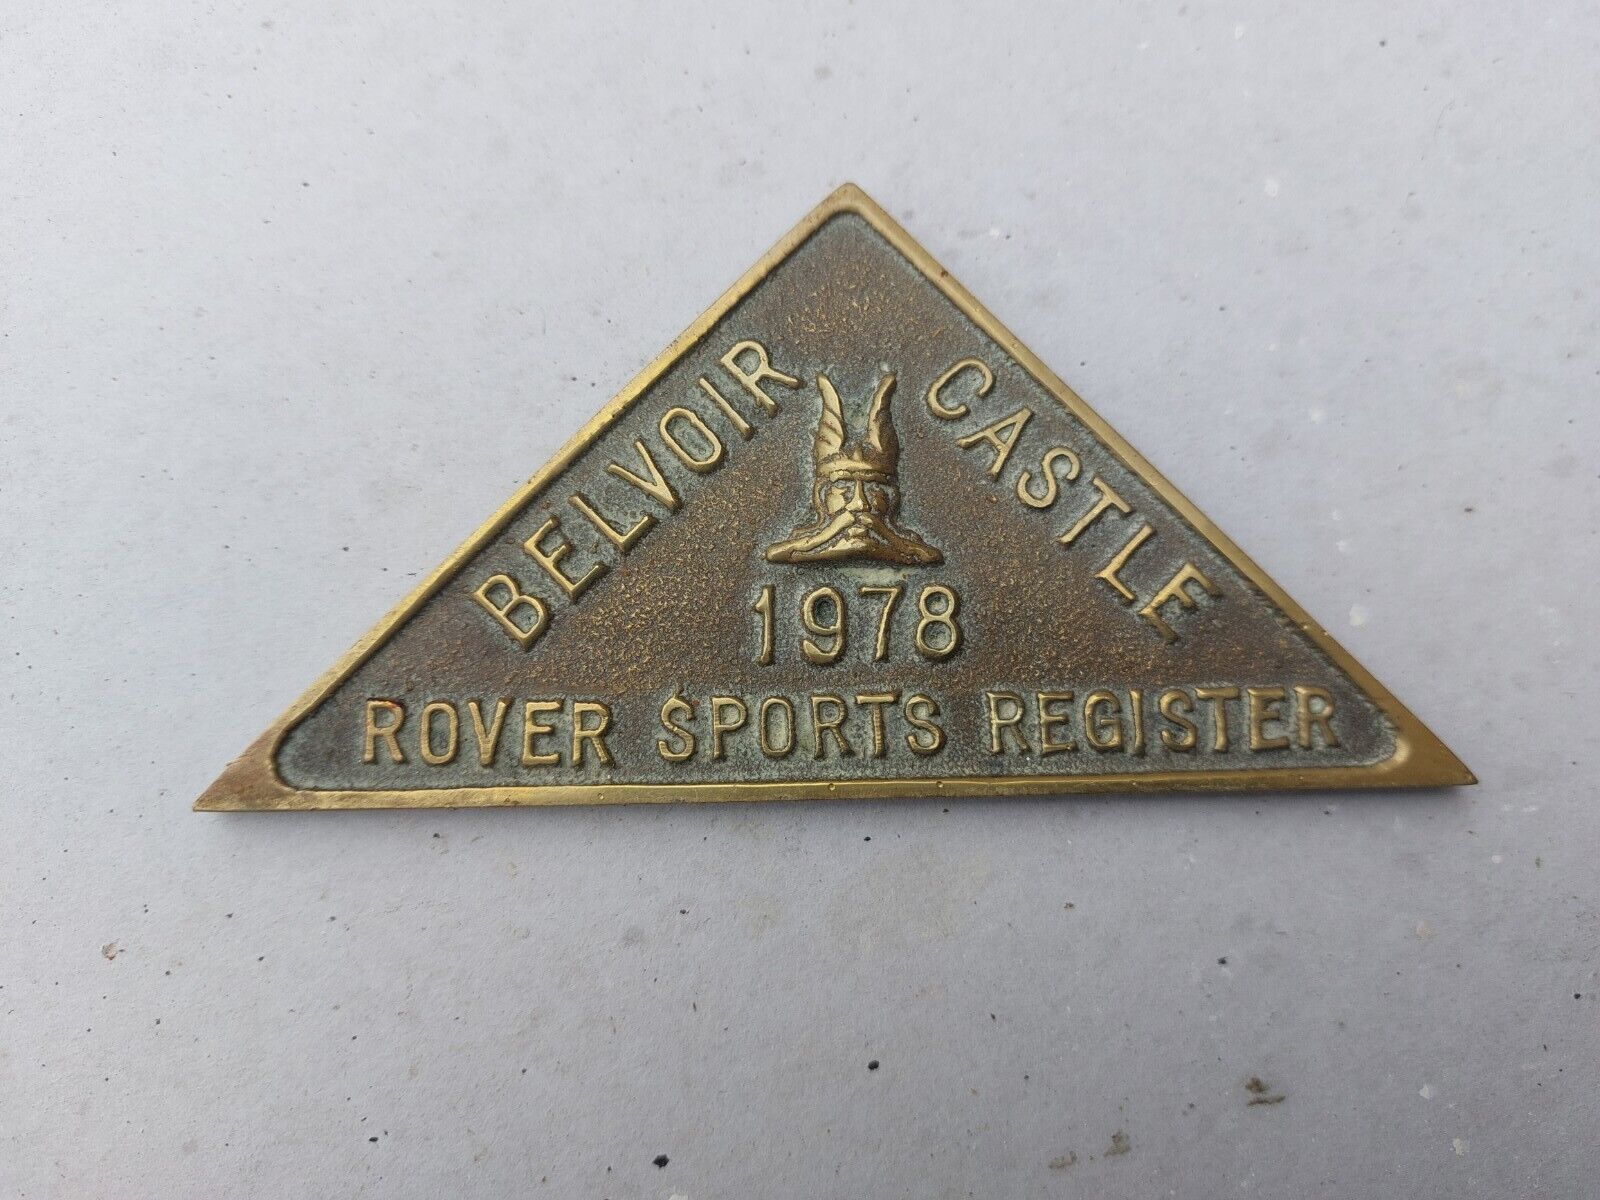 BELVOIR CASTLE
1978
ROVER SPORTS REGISTER